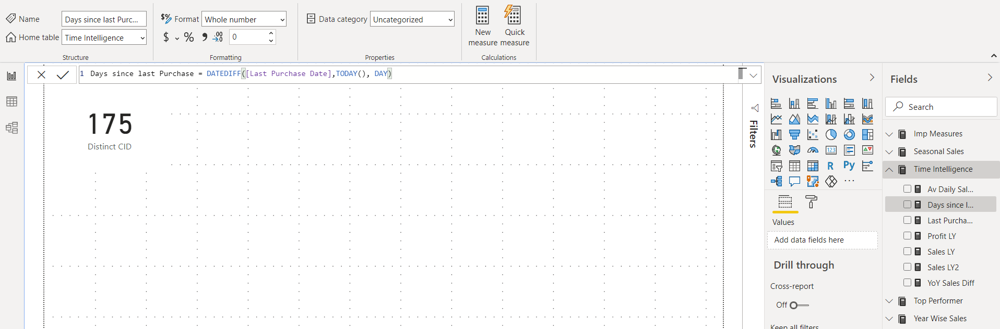 Name
Days since last Purc...
Home table
Time Intelligence
Structure
$% Format
Whole number
$ % , .00
0
Formatting
Data category
Uncategorized
Properties
New
measure
Quick
measure
Calculations
1 Days since last Purchase = DATEDIFF([Last Purchase Date],TODAY(), DAY)
175
Distinct CID
Filters
Visualizations
123
R
Py
...
Values
Add data fields here
Drill through
Cross-report
Off
Keep all filters
Fields
Search
Imp Measures
Seasonal Sales
Time Intelligence
Av Daily Sal...
Days since l...
Last Purcha...
Profit LY
Sales LY
Sales LY2
YoY Sales Diff
Top Performer
Year Wise Sales